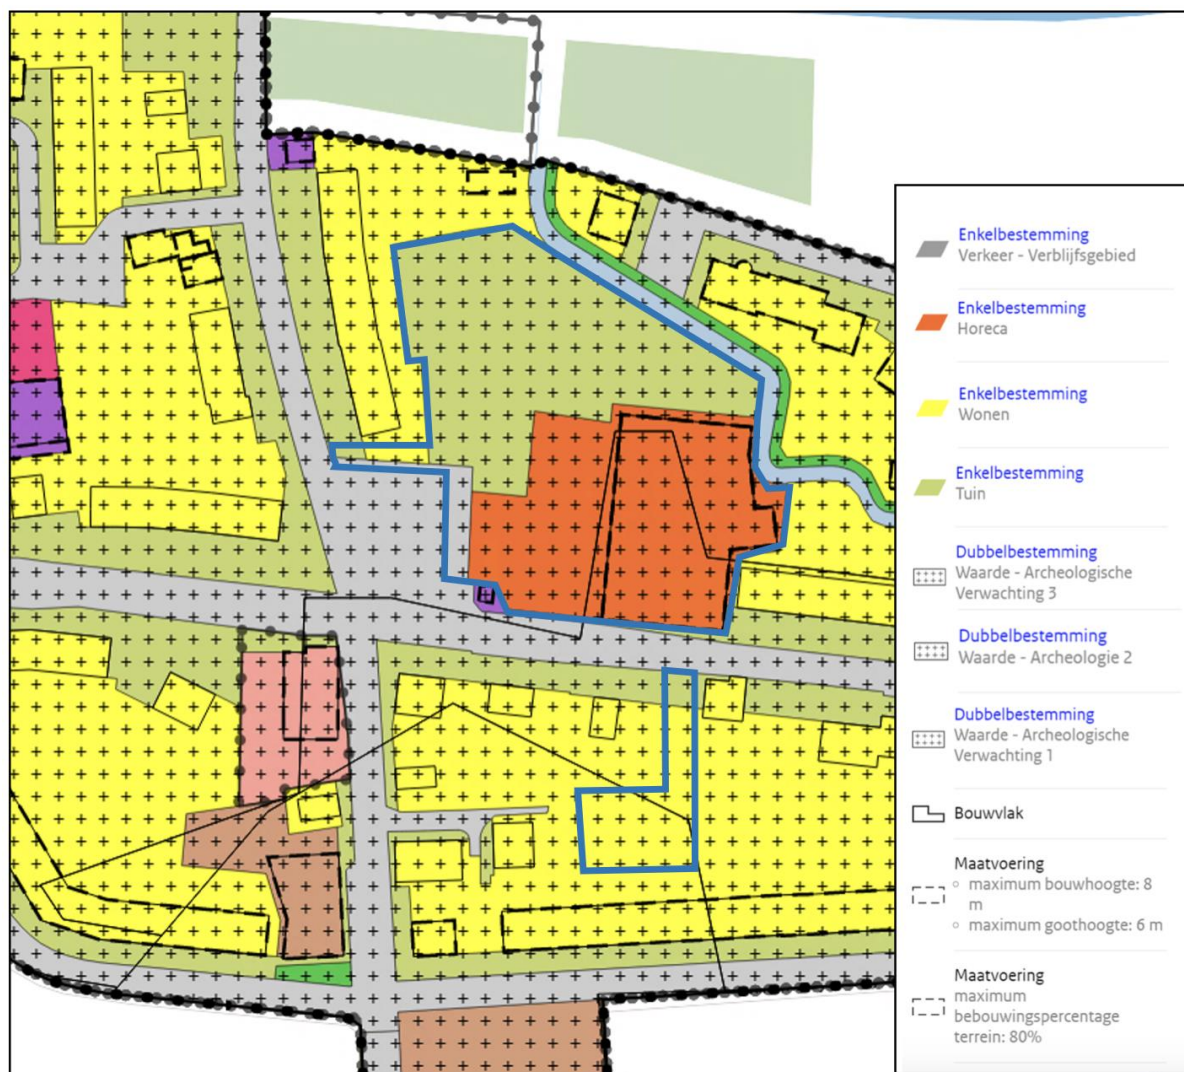 Enkelbestemming
Verkeer - Verblijfsgebied
Enkelbestemming
Horeca
Enkelbestemming
Wonen
Enkelbestemming
Tuin
Dubbelbestemming
Waarde - Archeologische
Verwachting 3
Dubbelbestemming
Waarde - Archeologie 2
Dubbelbestemming
Waarde - Archeologische
Verwachting 1
Bouwvlak
Maatvoering
maximum bouwhoogte: 8
m
maximum goothoogte: 6 m
Maatvoering
maximum
bebouwingspercentage
terrein: 80%